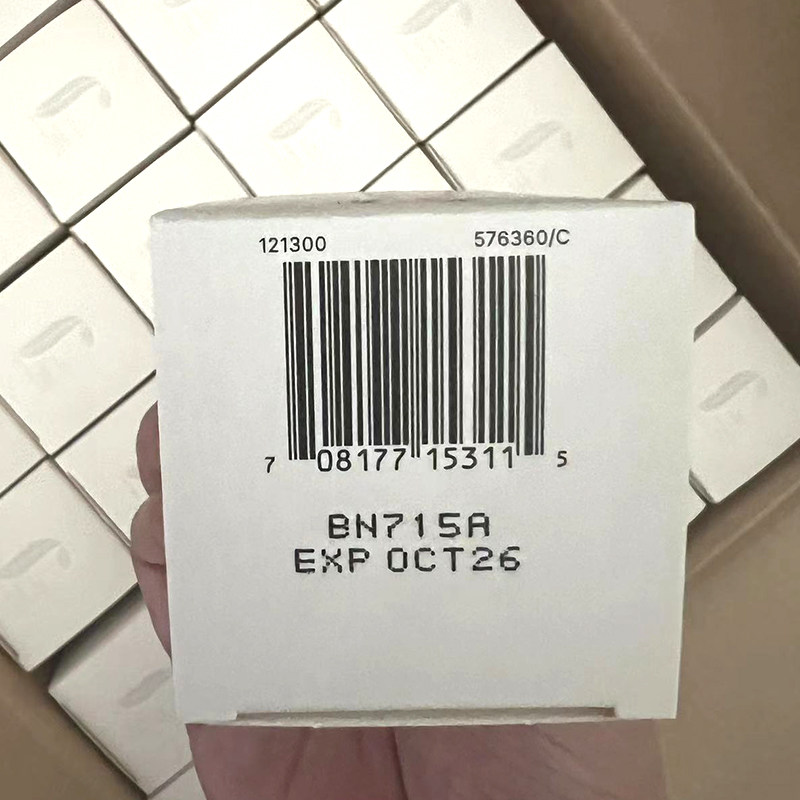 121300 576360/C
7 08177 15311 5
BN715A
EXP OCT26